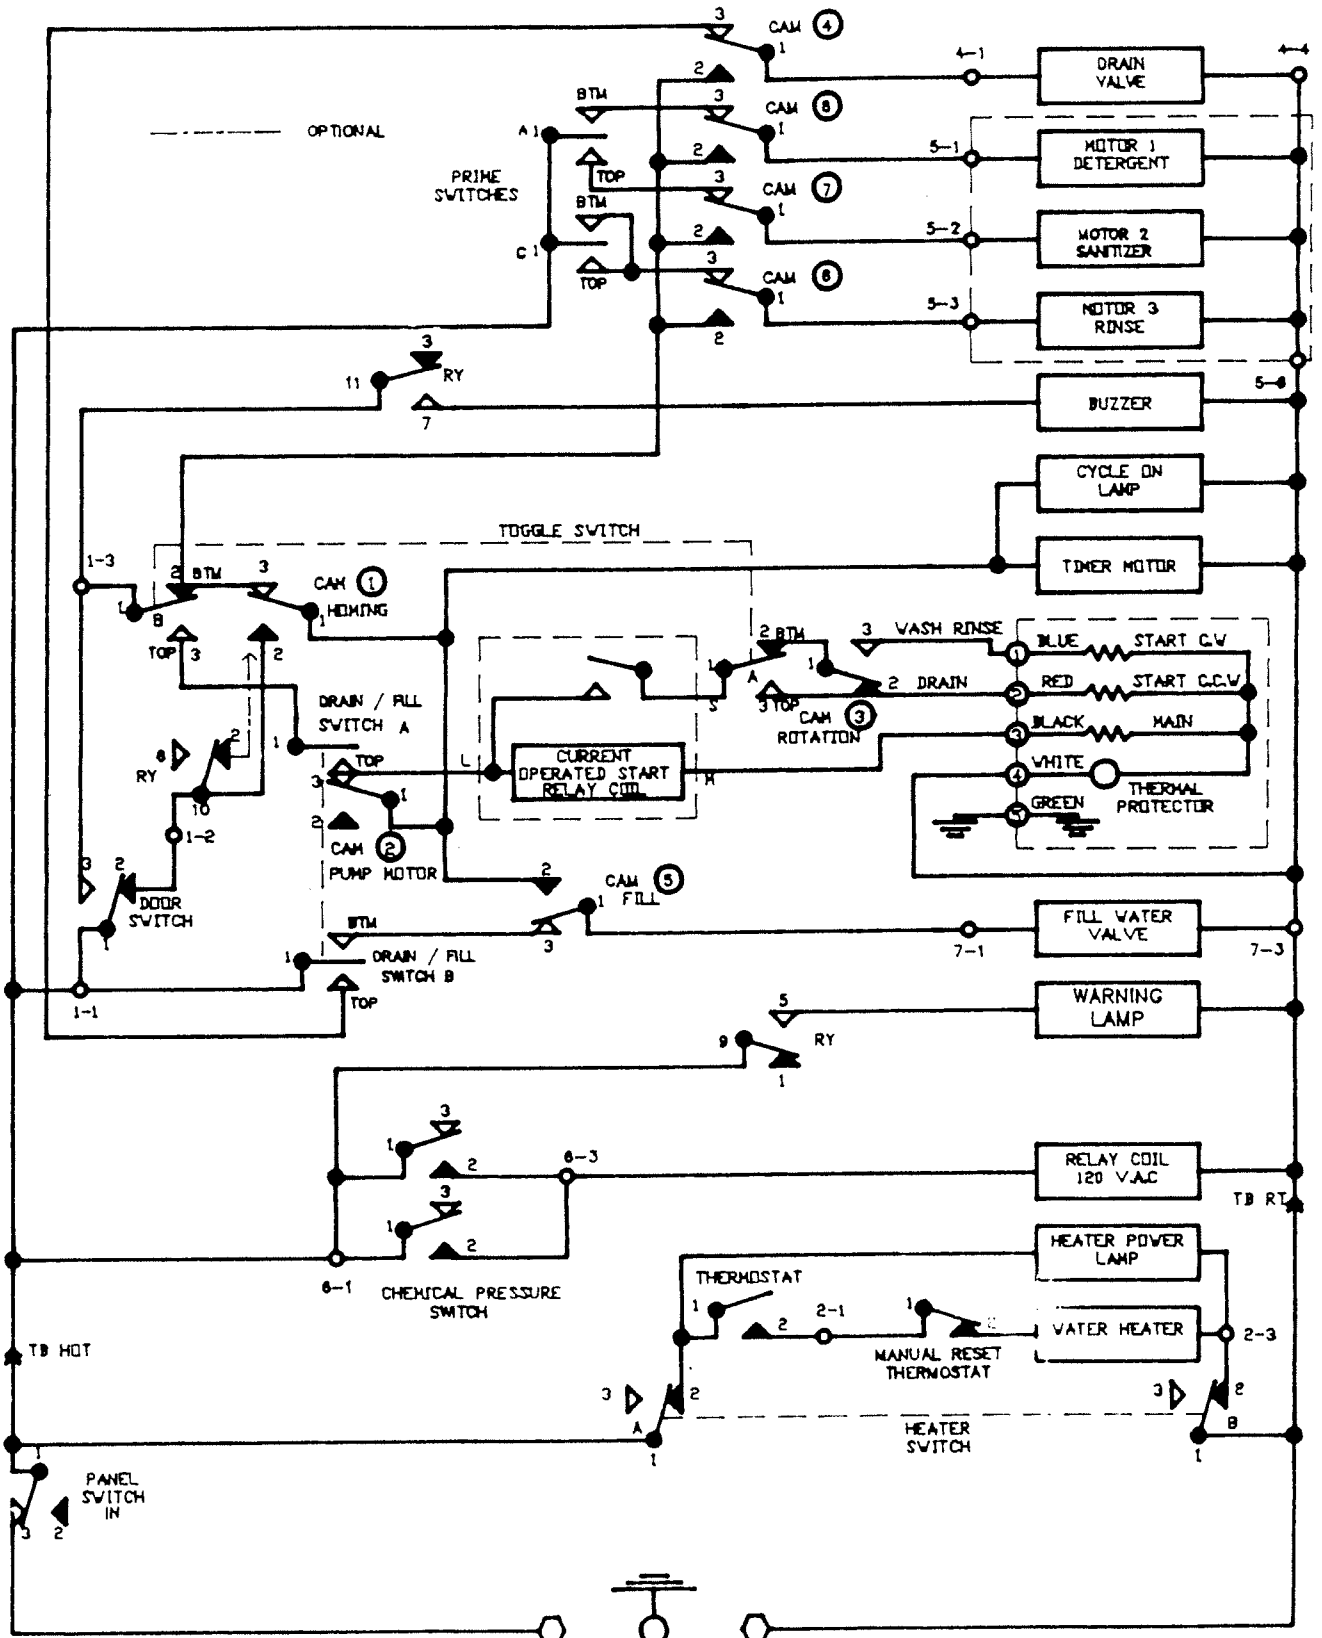 3
CAM 4
1
4-1
4-4
DRAIN
VALVE
2
BTM
3
CAM 8
OPTIONAL
A 1
1
5-1
MOTOR 1
DETERGENT
2
PRIME
SWITCHES
TOP
3
CAM 7
BTM
1
5-2
MOTOR 2
SANITIZER
2
C 1
3
CAM 6
TOP
1
5-3
MOTOR 3
RINSE
2
3
11
RY
7
5-6
BUZZER
CYCLE ON
LAMP
TOGGLE SWITCH
1-3
2 BTM
3
CAM 1
HOMING
1
B
1
TIMER MOTOR
TOP 3
2
2 BTM
3
WASH RINSE
1
BLUE
START C.W
1
A
1
2
DRAIN
2
RED
START C.C.W
S
3 TOP
CAM 3
ROTATION
3
BLACK
MAIN
DRAIN / FILL
SWITCH A
1
8
2
RY
10
TOP
L
CURRENT
OPERATED START
RELAY COIL
M
4
WHITE
THERMAL
PROTECTOR
3
1
5
GREEN
2
1-2
CAM 2
PUMP MOTOR
3
2
DOOR
SWITCH
1
2
CAM 5
FILL
1
3
BTM
7-1
FILL WATER
VALVE
7-3
1
DRAIN / FILL
SWITCH B
1-1
TOP
5
WARNING
LAMP
9
RY
1
3
1
2
6-3
RELAY COIL
120 V.A.C
TB RT
3
1
2
6-1
CHEMICAL PRESSURE
SWITCH
HEATER POWER
LAMP
THERMOSTAT
1
2
2-1
1
2
WATER HEATER
2-3
TB HOT
MANUAL RESET
THERMOSTAT
3
2
3
2
A
HEATER
SWITCH
B
1
1
1
PANEL
SWITCH
IN
3
2